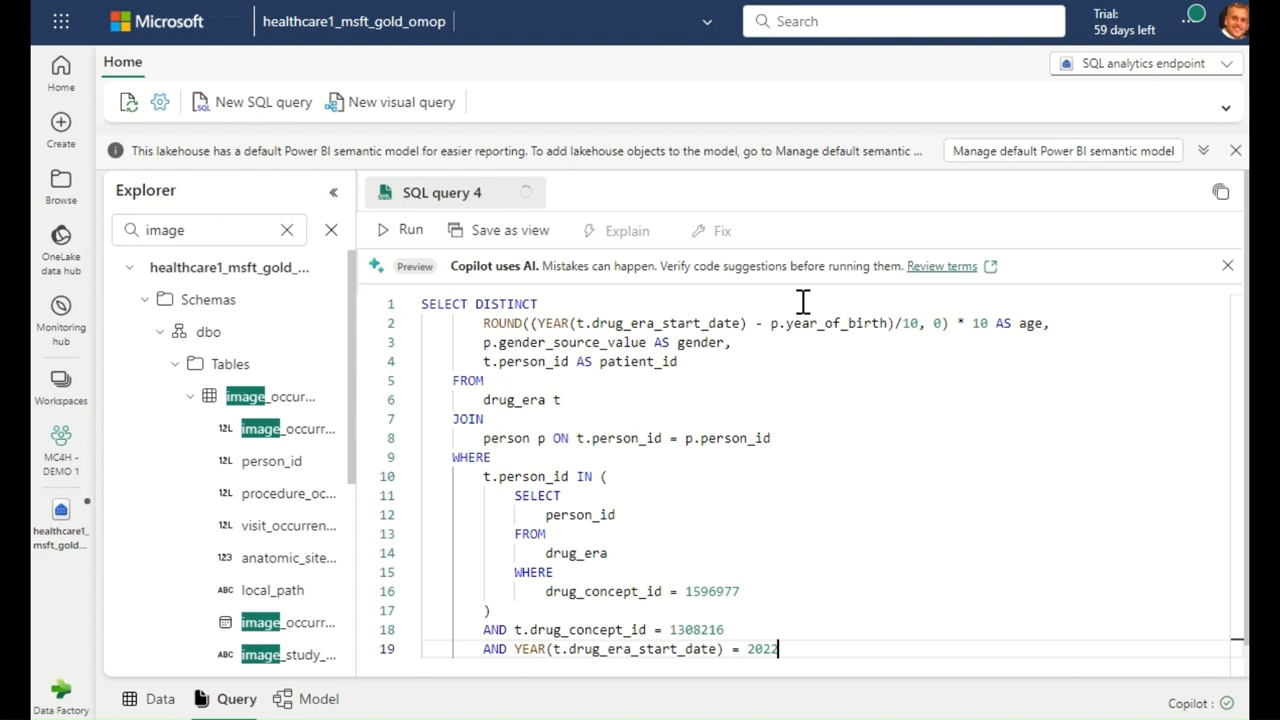 Microsoft
healthcare1_msft_gold_omop
Search
Trial:
59 days left
Home
SQL analytics endpoint
New SQL query
New visual query
This lakehouse has a default Power BI semantic model for easier reporting. To add lakehouse objects to the model, go to Manage default semantic ...
Manage default Power BI semantic model
Home
Create
Browse
OneLake
data hub
Monitoring
hub
Workspaces
MC4H -
DEMO 1
healthcare1_
msft_gold...
Data Factory
Explorer
image
healthcare1_msft_gold_...
Schemas
dbo
Tables
image_occur...
12L image_occurr...
12L person_id
12L procedure_oc...
12L visit_occurren...
123 anatomic_site...
ABC local_path
image_occurr...
ABC image_study_...
SQL query 4
Run
Save as view
Explain
Fix
Preview
Copilot uses AI. Mistakes can happen. Verify code suggestions before running them. Review terms
1 SELECT DISTINCT
2 ROUND((YEAR(t.drug_era_start_date) - p.year_of_birth)/10, 0) * 10 AS age,
3 p.gender_source_value AS gender,
4 t.person_id AS patient_id
5 FROM
6 drug_era t
7 JOIN
8 person p ON t.person_id = p.person_id
9 WHERE
10 t.person_id IN (
11 SELECT
12 person_id
13 FROM
14 drug_era
15 WHERE
16 drug_concept_id = 1596977
17 )
18 AND t.drug_concept_id = 1308216
19 AND YEAR(t.drug_era_start_date) = 2022
Data
Query
Model
Copilot :